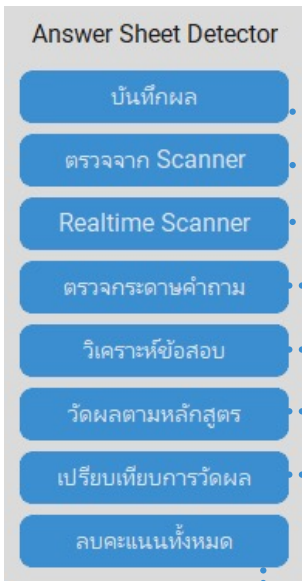 Answer Sheet Detector
บันทึกผล
ตรวจจาก Scanner
Realtime Scanner
ตรวจกระดาษคำถาม
วิเคราะห์ข้อสอบ
วัดผลตามหลักสูตร
เปรียบเทียบการวัดผล
ลบคะแนนทั้งหมด